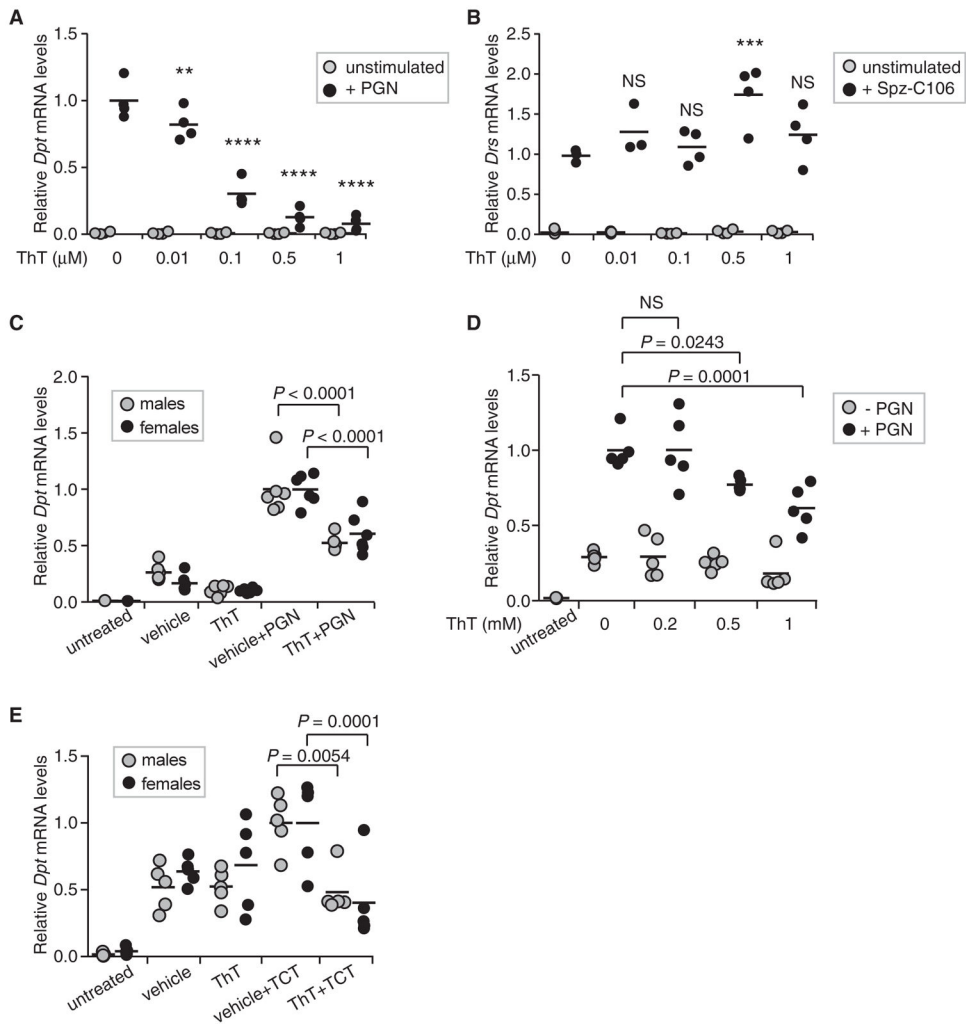 A
Relative Dpt mRNA levels
1.5
1.0
0.5
0.0
**
****
****
****
unstimulated
+ PGN
ThT (μM) 0 0.01 0.1 0.5 1
B
Relative Drs mRNA levels
2.5
2.0
1.5
1.0
0.5
0.0
NS
NS
***
NS
unstimulated
+ Spz-C106
ThT (μM) 0 0.01 0.1 0.5 1
C
Relative Dpt mRNA levels
2.0
1.5
1.0
0.5
0.0
males
females
P < 0.0001
P < 0.0001
untreated
vehicle
ThT
vehicle+PGN
ThT+PGN
D
Relative Dpt mRNA levels
1.5
1.0
0.5
0.0
NS
P = 0.0243
P = 0.0001
- PGN
+ PGN
ThT (mM) 0 0.2 0.5 1
untreated
E
Relative Dpt mRNA levels
1.5
1.0
0.5
0.0
males
females
P = 0.0001
P = 0.0054
untreated
vehicle
ThT
vehicle+TCT
ThT+TCT